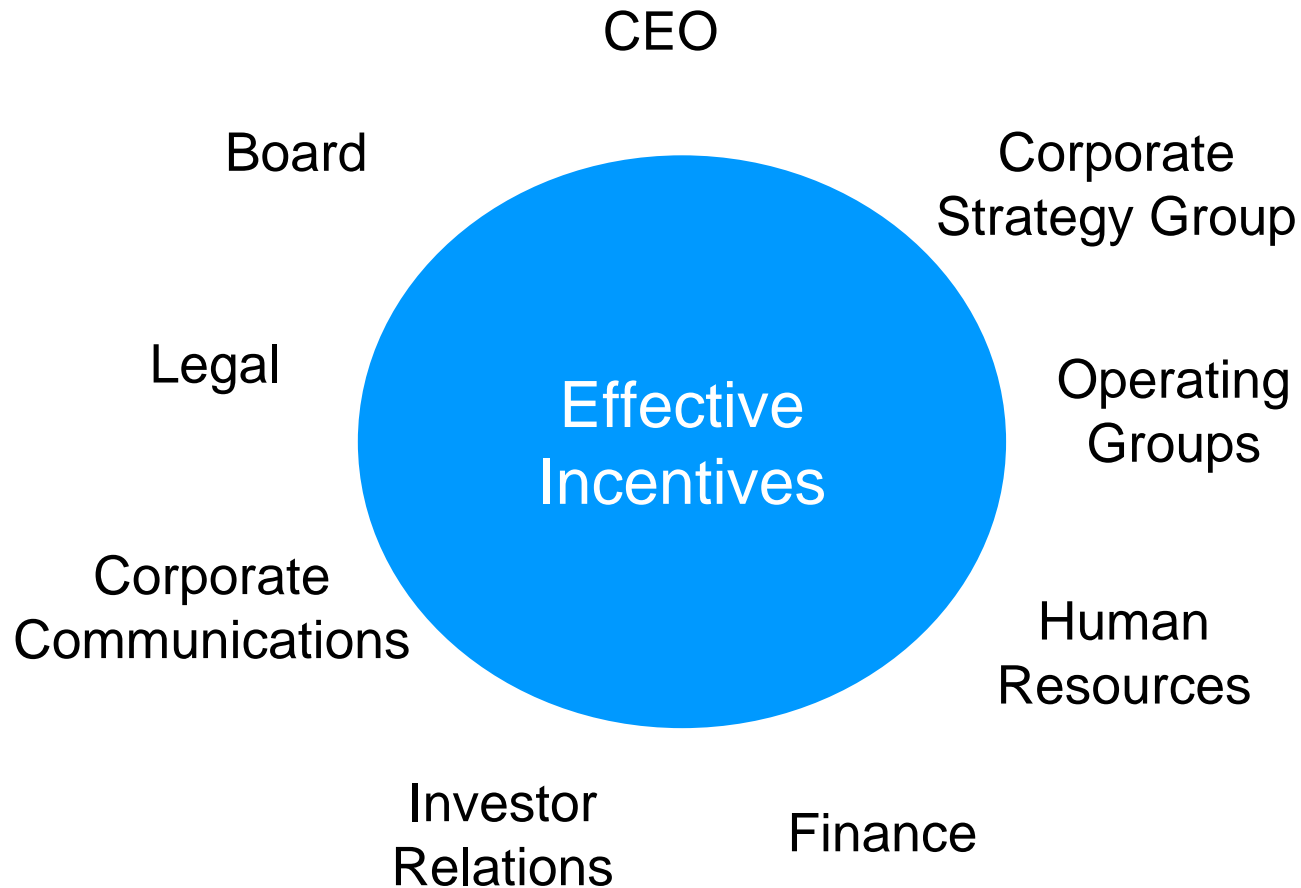 CEO
Board
Corporate
Strategy Group
Legal
Operating
Groups
Effective
Incentives
Corporate
Communications
Human
Resources
Investor
Relations
Finance